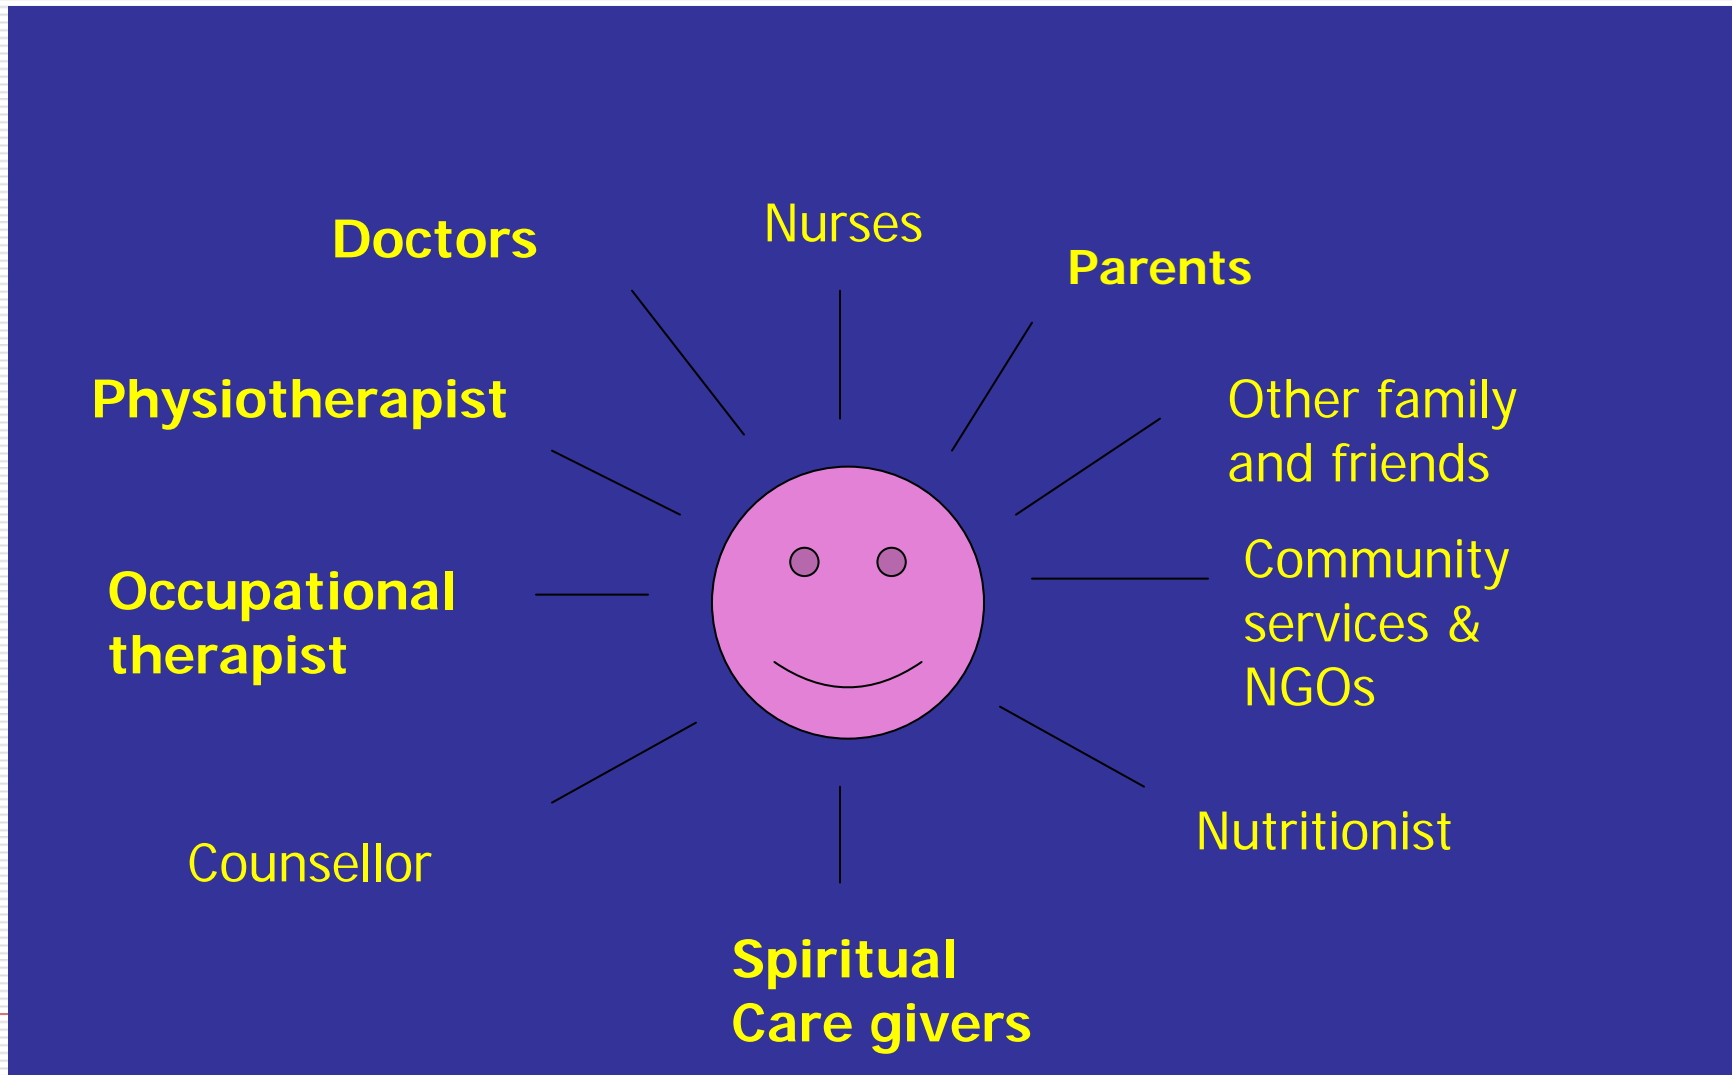 Doctors
Nurses
Parents
Physiotherapist
Other family
and friends
Occupational
therapist
Community
services &
NGOs
Counsellor
Nutritionist
Spiritual
Care givers